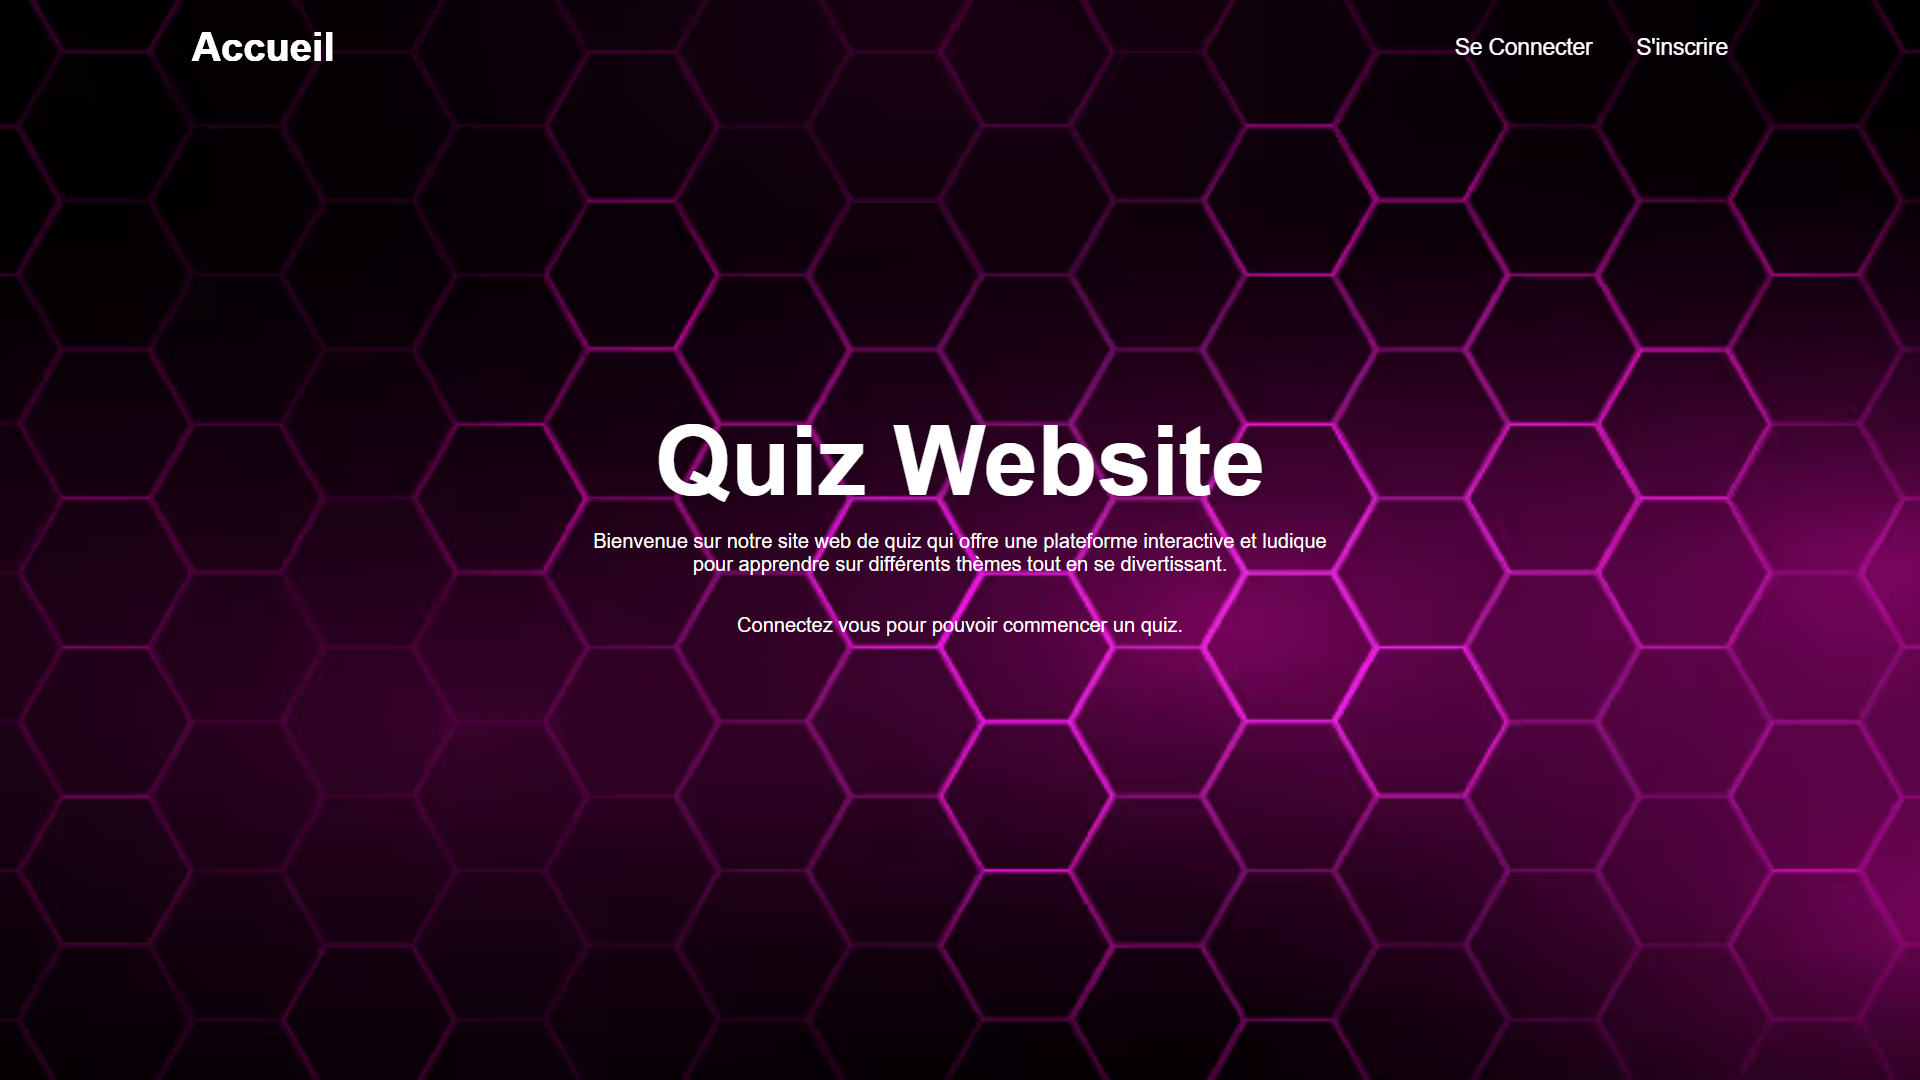 Accueil
Se Connecter
S'inscrire
Quiz Website
Bienvenue sur notre site web de quiz qui offre une plateforme interactive et ludique
pour apprendre sur différents thèmes tout en se divertissant.
Connectez vous pour pouvoir commencer un quiz.